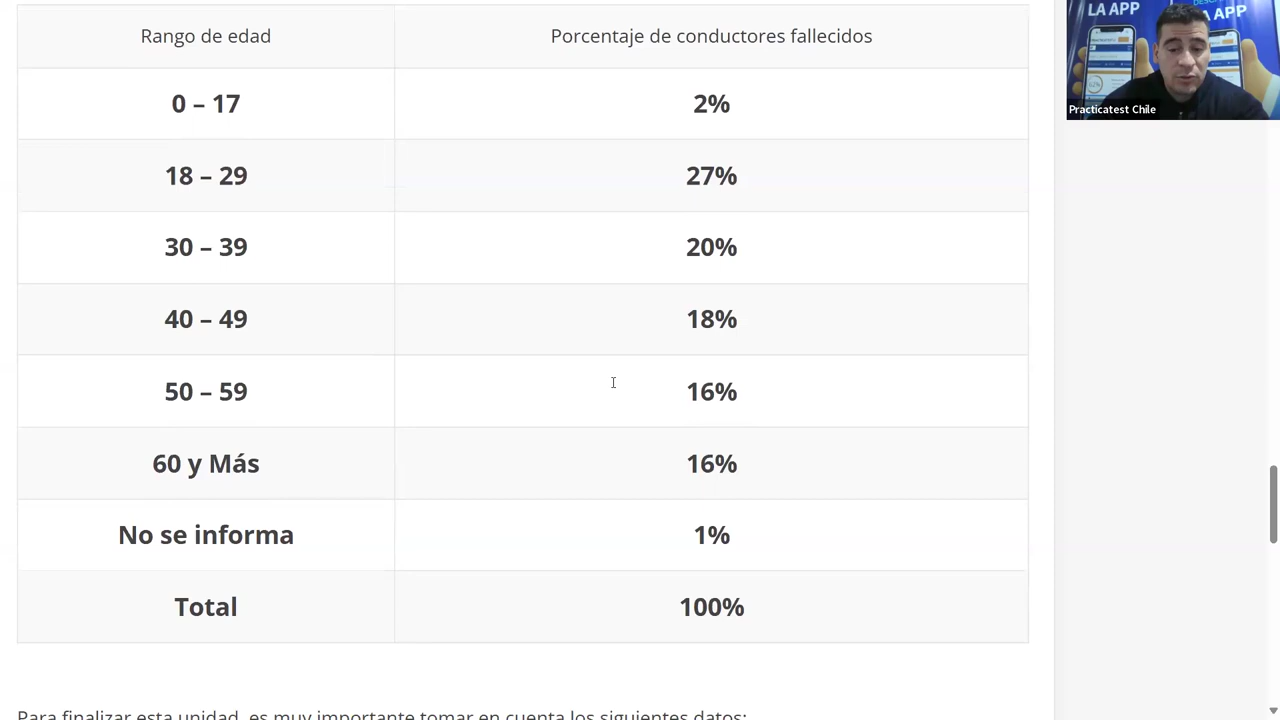 Rango de edad Porcentaje de conductores fallecidos
0 – 17 2%
18 – 29 27%
30 – 39 20%
40 – 49 18%
50 – 59 16%
60 y Más 16%
No se informa 1%
Total 100%
Para finalizar esta unidad, es muy importante tomar en cuenta los siguientes datos:
LA APP
LA APP
Practicatest Chile